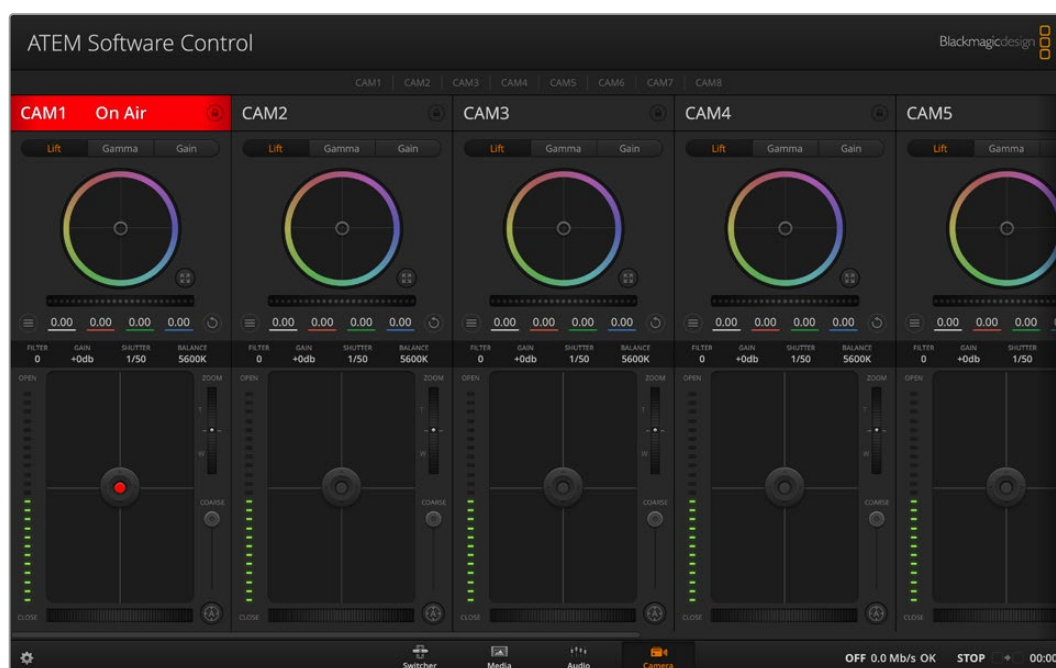 ATEM Software Control
Blackmagicdesign
CAM1 CAM2 CAM3 CAM4 CAM5 CAM6 CAM7 CAM8
CAM1 On Air CAM2 CAM3 CAM4 CAM5
Lift Gamma Gain Lift Gamma Gain Lift Gamma Gain Lift Gamma Gain Lift Gamma
0.00 0.00 0.00 0.00 0.00 0.00 0.00 0.00 0.00 0.00 0.00 0.00 0.00 0.00 0.00 0.00 0.00 0.00 0.00
FILTER GAIN SHUTTER BALANCE FILTER GAIN SHUTTER BALANCE FILTER GAIN SHUTTER BALANCE FILTER GAIN SHUTTER BALANCE FILTER GAIN SHUTTER
0 +0db 1/50 5600K 0 +0db 1/50 5600K 0 +0db 1/50 5600K 0 +0db 1/50 5600K 0 +0db 1/50
OPEN ZOOM OPEN ZOOM OPEN ZOOM OPEN ZOOM OPEN
T T T T
W W W W
COARSE COARSE COARSE COARSE
CLOSE CLOSE CLOSE CLOSE CLOSE
Switcher Media Audio Camera OFF 0.0 Mb/s OK STOP